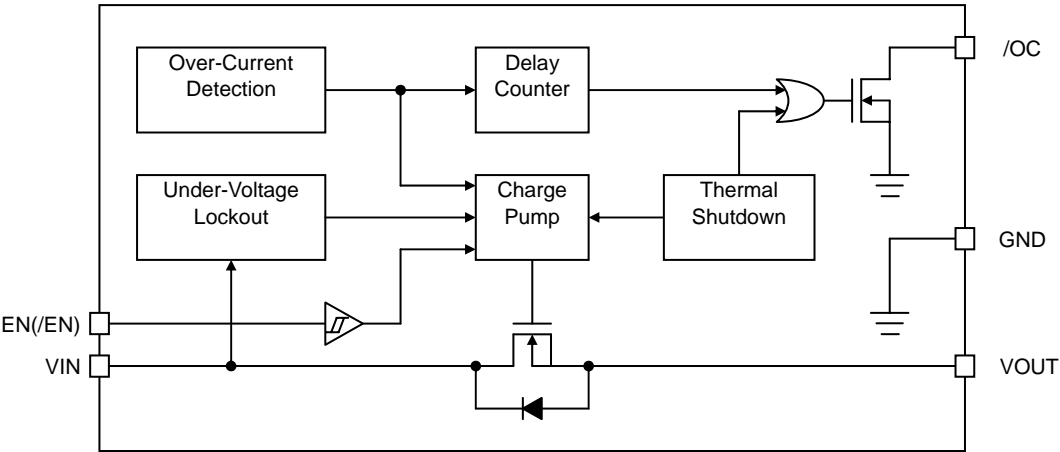 Over-Current
Detection
Delay
Counter
/OC
Under-Voltage
Lockout
Charge
Pump
Thermal
Shutdown
GND
EN(/EN)
VIN
VOUT